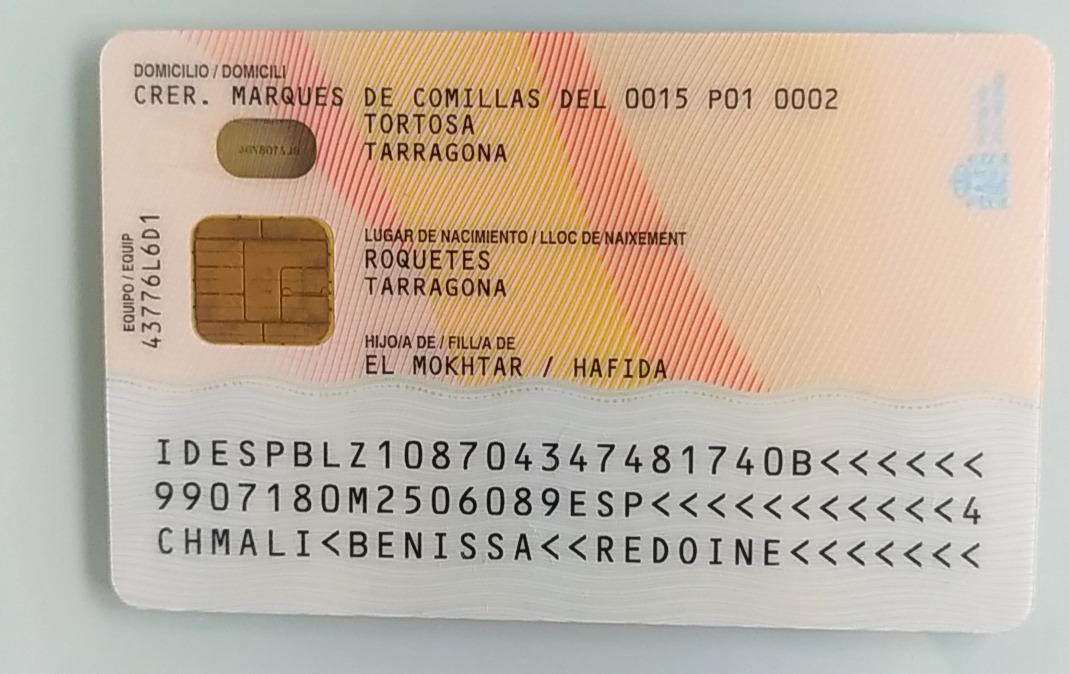 DOMICILIO / DOMICILI
CRER. MARQUES DE COMILLAS DEL 0015 P01 0002
TORTOSA
TARRAGONA
LUGAR DE NACIMIENTO / LLOC DE NAIXEMENT
ROQUETES
TARRAGONA
EQUIPO / EQUIP
43776L6D1
HIJO/A DE / FILL/A DE
EL MOKHTAR / HAFIDA
IDESPBLZ108704347481740B<<<<<<
9907180M2506089ESP<<<<<<<<<<<4
CHMALI<BENISSA<<REDOINE<<<<<<<